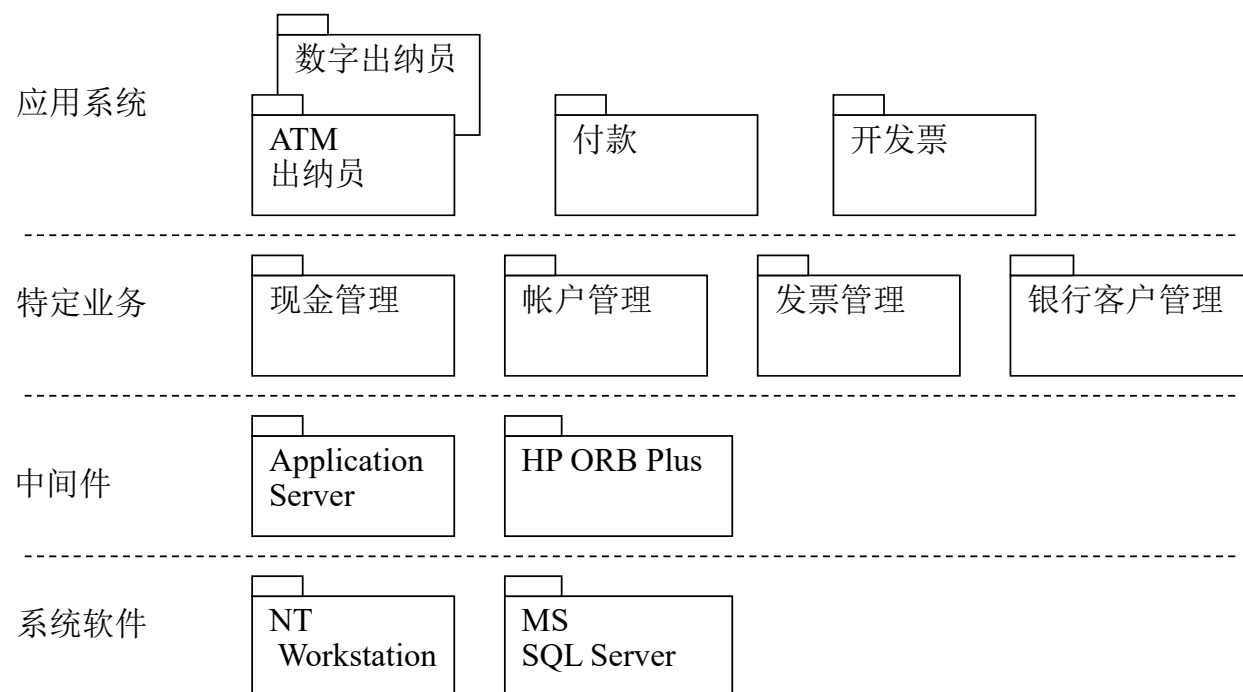 应用系统
数字出纳员
ATM
出纳员
付款
开发票
特定业务
现金管理
帐户管理
发票管理
银行客户管理
中间件
Application
Server
HP ORB Plus
系统软件
NT
Workstation
MS
SQL Server